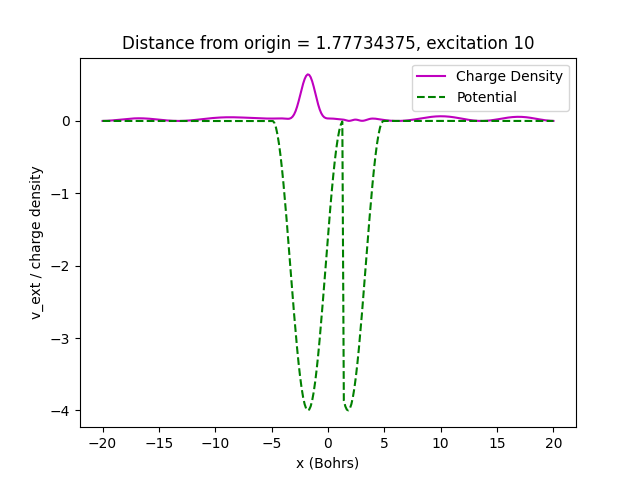 Distance from origin = 1.77734375, excitation 10
Charge Density
Potential
0
−1
−2
−3
−4
v_ext / charge density
−20
−15
−10
−5
0
5
10
15
20
x (Bohrs)